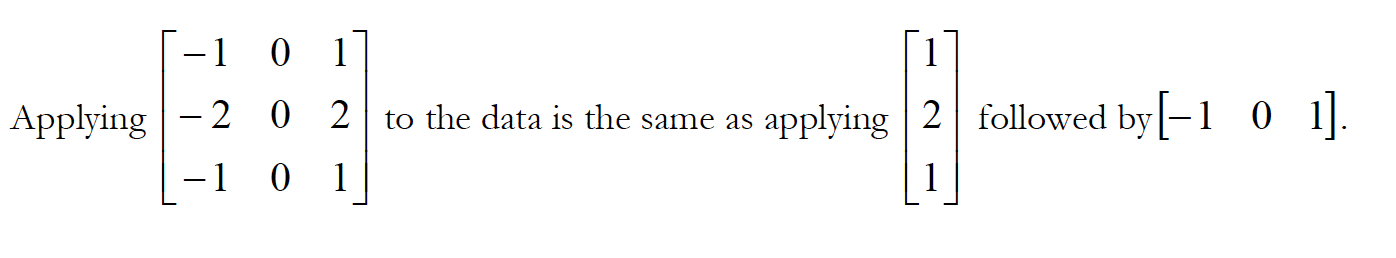 Applying [−1 0 1; −2 0 2; −1 0 1] to the data is the same as applying [1; 2; 1] followed by [−1 0 1].